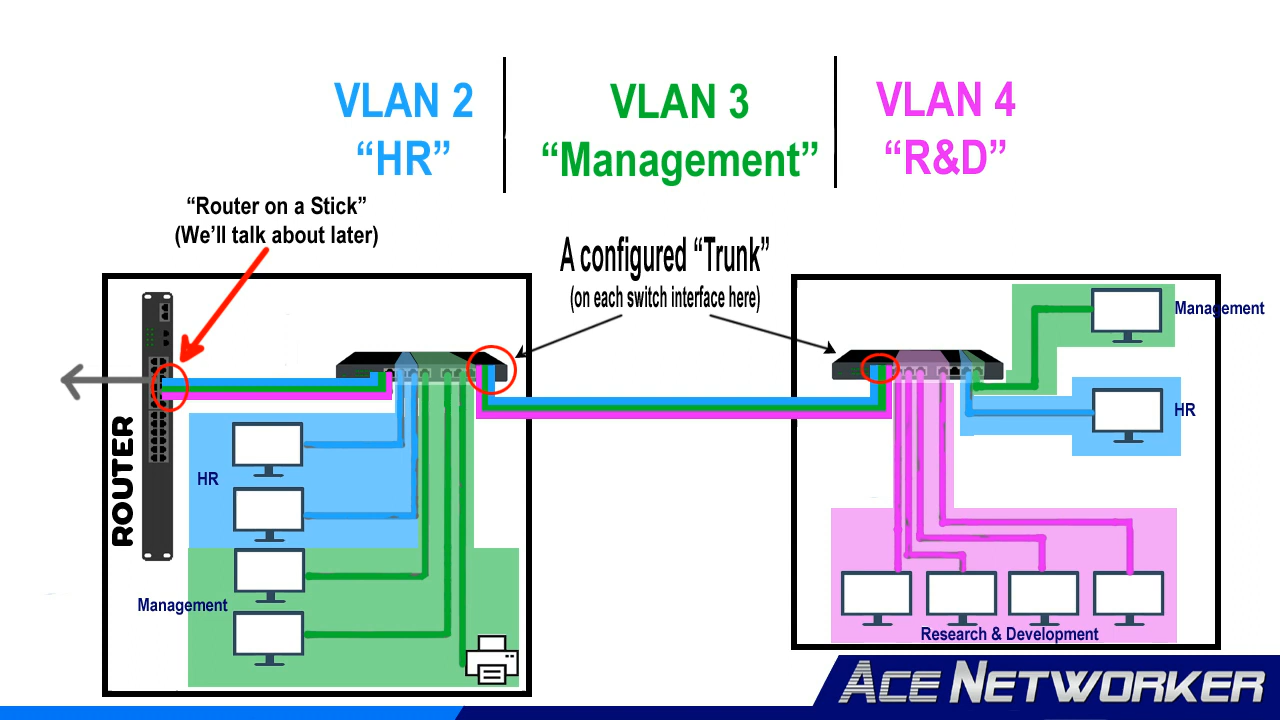 VLAN 2
“HR”
VLAN 3
“Management”
VLAN 4
“R&D”
“Router on a Stick”
(We’ll talk about later)
A configured “Trunk”
(on each switch interface here)
ROUTER
HR
Management
Management
HR
Research & Development
ACE NETWORKER